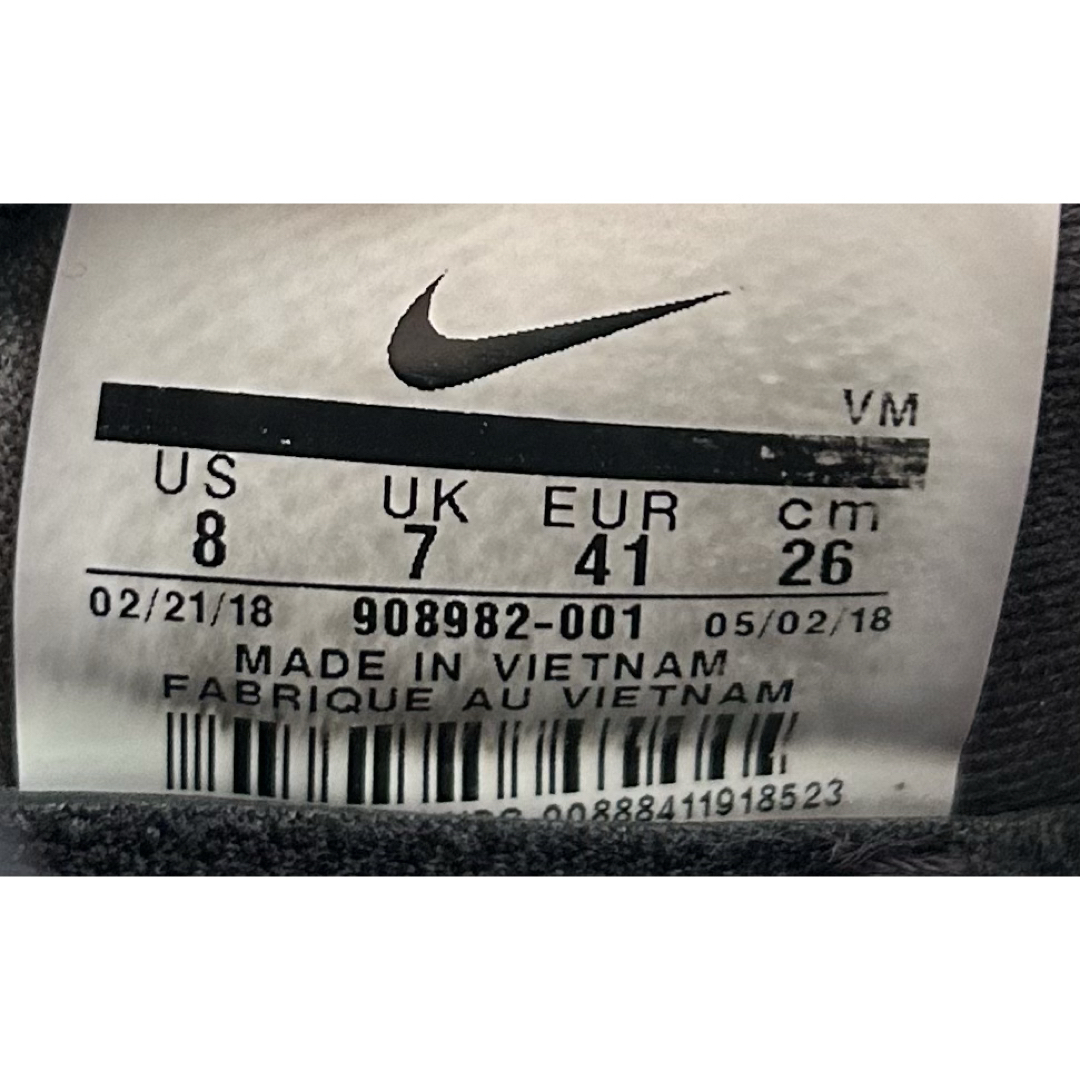 VM
US UK EUR cm
8 7 41 26
02/21/18 908982-001 05/02/18
MADE IN VIETNAM
FABRIQUE AU VIETNAM
00888411918523